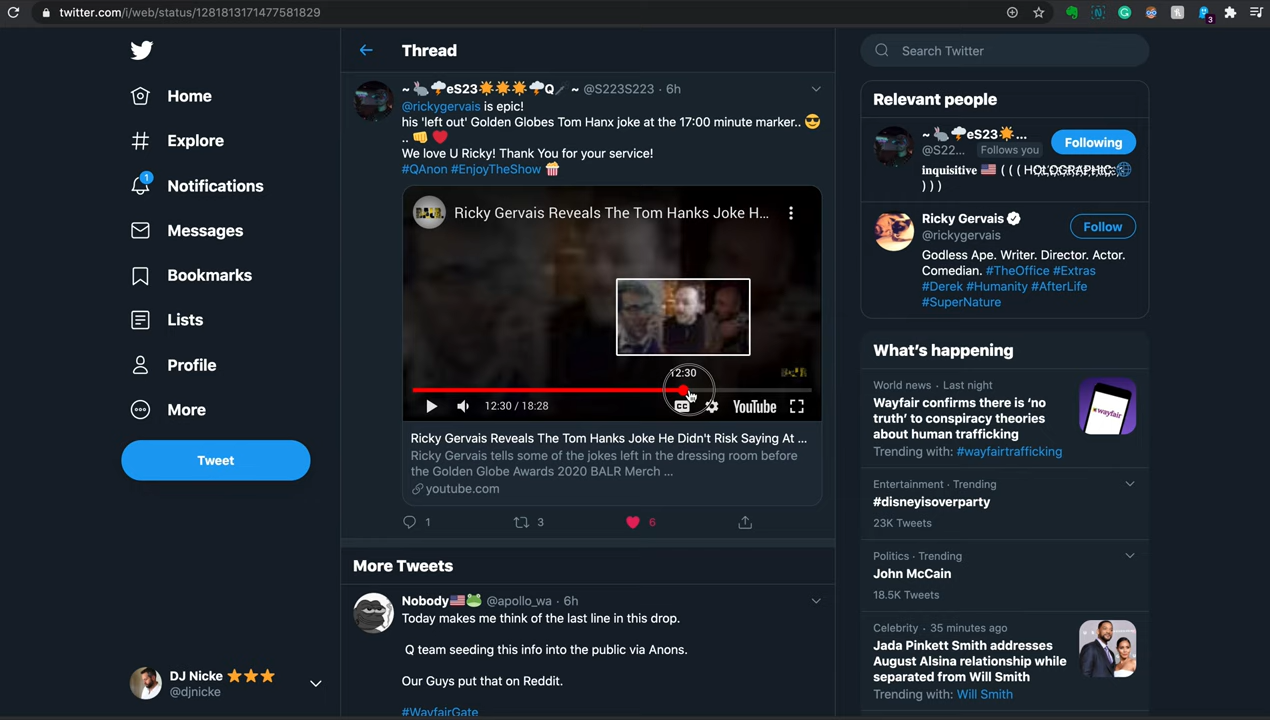 twitter.com/i/web/status/1281813171477581829
3
Home
Explore
1
Notifications
Messages
Bookmarks
Lists
Profile
More
Tweet
DJ Nicke ⭐⭐⭐
@djnicke
Thread
~ 🐇🌩eS23☀️☀️☀️🌩Q🎤 ~ @S223S223 · 6h
@rickygervais is epic!
his 'left out' Golden Globes Tom Hanx joke at the 17:00 minute marker.. 😎
.. 👊 ❤️
We love U Ricky! Thank You for your service!
#QAnon #EnjoyTheShow 🍿
Ricky Gervais Reveals The Tom Hanks Joke H...
12:30
12:30 / 18:28
CC
YouTube
Ricky Gervais Reveals The Tom Hanks Joke He Didn't Risk Saying At ...
Ricky Gervais tells some of the jokes left in the dressing room before
the Golden Globe Awards 2020 BALR Merch ...
youtube.com
1
3
6
More Tweets
Nobody🇺🇸🐸 @apollo_wa · 6h
Today makes me think of the last line in this drop.
Q team seeding this info into the public via Anons.
Our Guys put that on Reddit.
#WayfairGate
Search Twitter
Relevant people
~ 🐇🌩eS23☀️...
@S22... Follows you
Following
inquisitive 🇺🇸 ( ( ( HOLOGRAPHIC 🌐
) ) )
Ricky Gervais
@rickygervais
Follow
Godless Ape. Writer. Director. Actor.
Comedian. #TheOffice #Extras
#Derek #Humanity #AfterLife
#SuperNature
What's happening
World news · Last night
Wayfair confirms there is 'no
truth' to conspiracy theories
about human trafficking
Trending with: #wayfairtrafficking
wayfair
Entertainment · Trending
#disneyisoverparty
23K Tweets
Politics · Trending
John McCain
18.5K Tweets
Celebrity · 35 minutes ago
Jada Pinkett Smith addresses
August Alsina relationship while
separated from Will Smith
Trending with: Will Smith